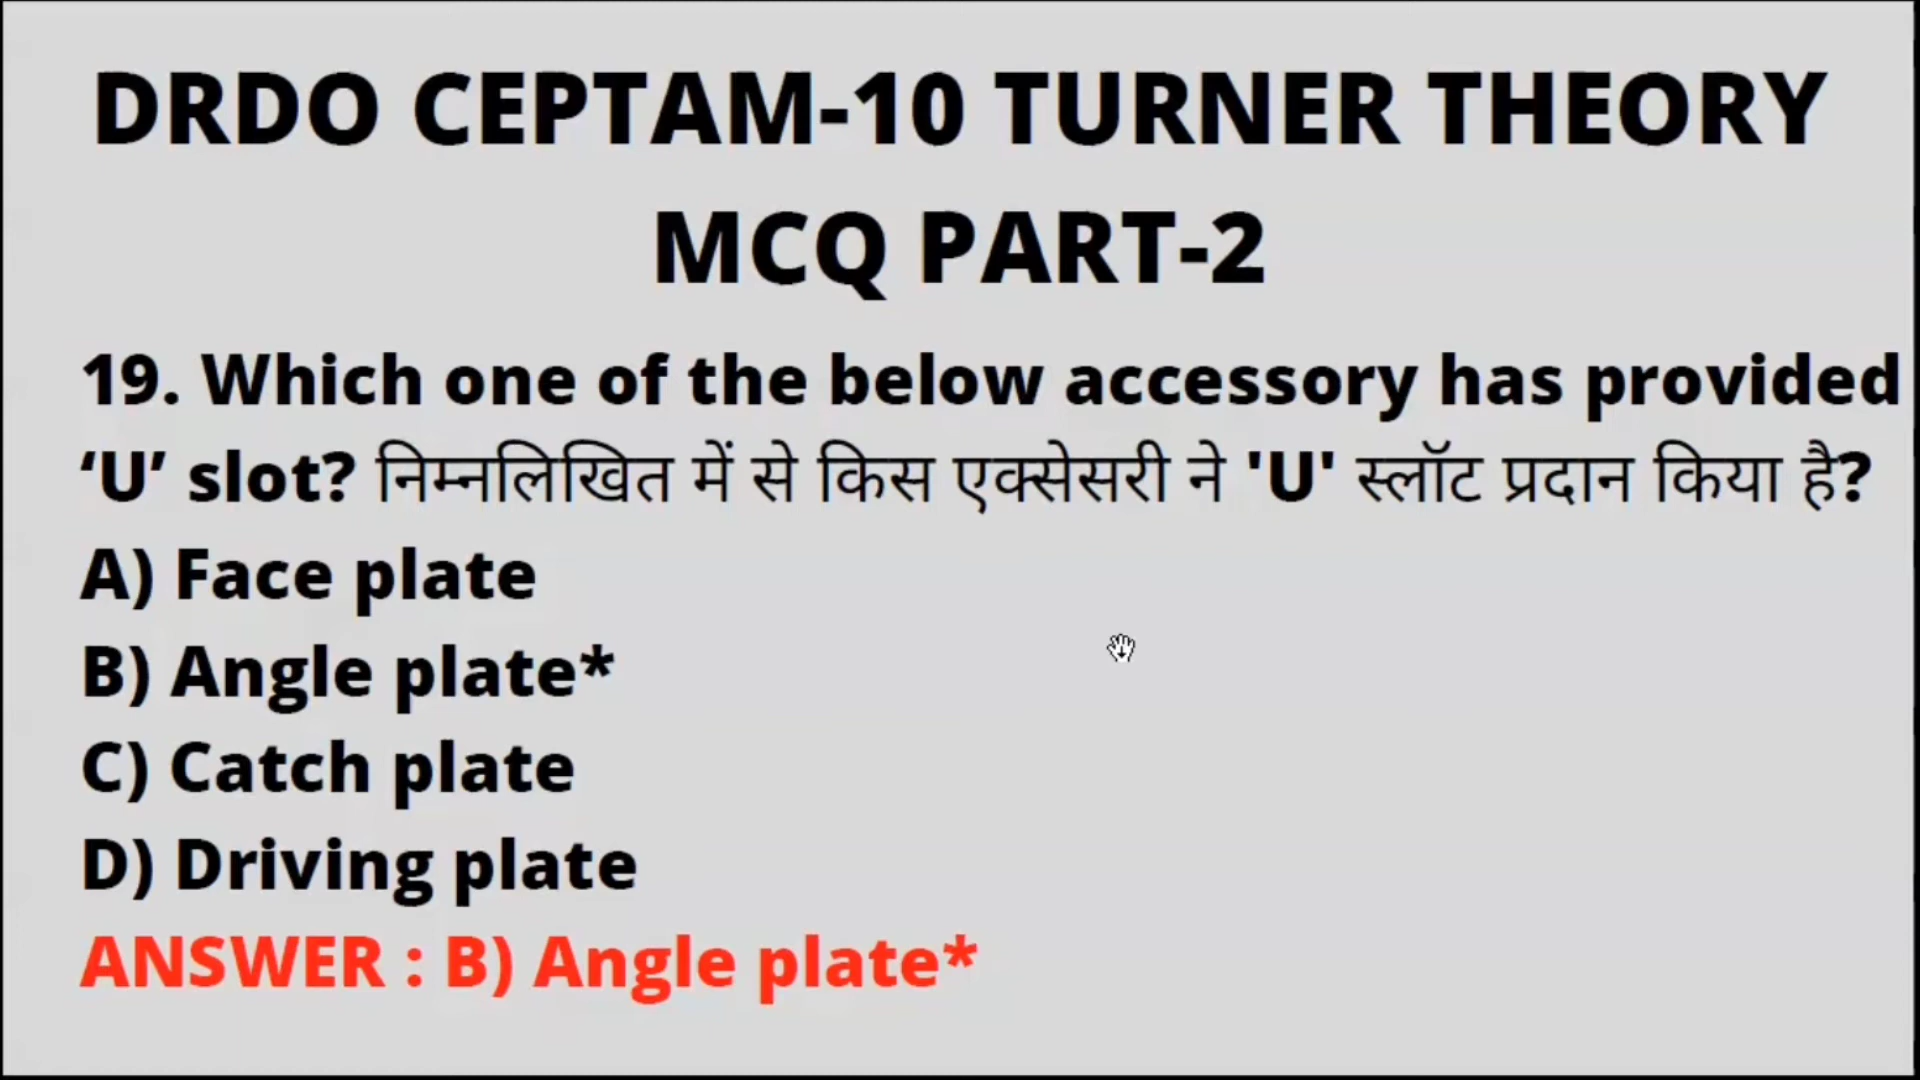 DRDO CEPTAM-10 TURNER THEORY
MCQ PART-2
19. Which one of the below accessory has provided
‘U’ slot? निम्नलिखित में से किस एक्सेसरी ने 'U' स्लॉट प्रदान किया है?
A) Face plate
B) Angle plate*
C) Catch plate
D) Driving plate
ANSWER : B) Angle plate*